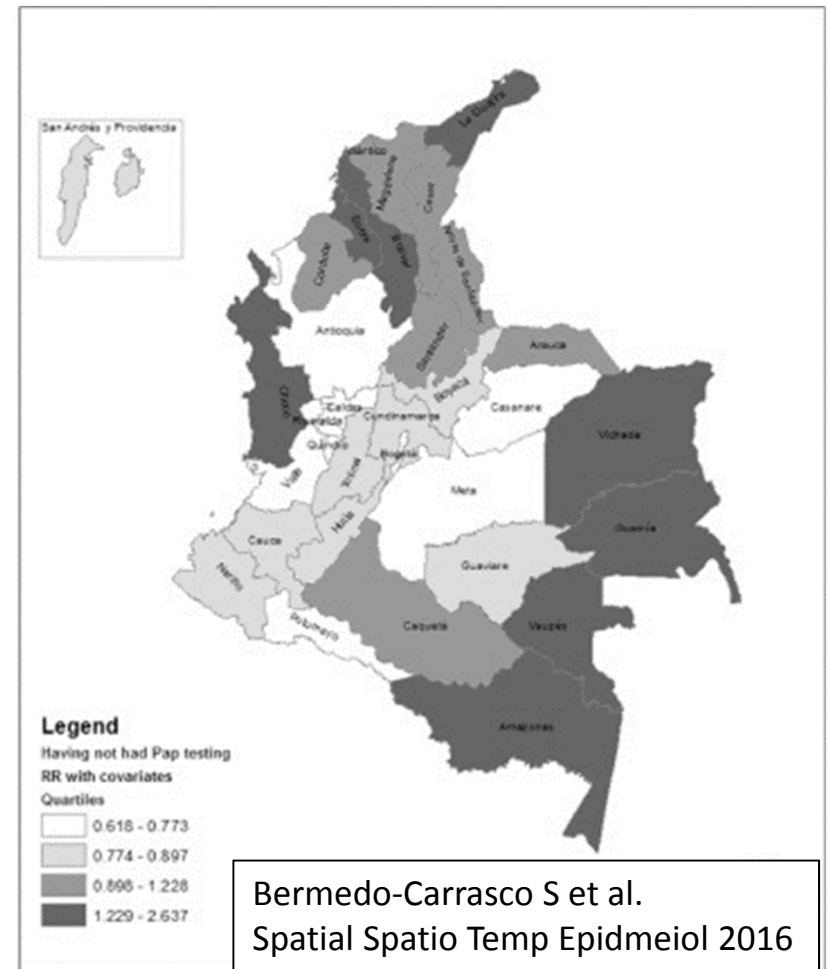 San Andrés y Providencia
La Guajira
Atlántico
Magdalena
Cesar
Sucre
Bolivar
Norte de Santander
Córdoba
Antioquia
Santander
Arauca
Boyacá
Chocó
Caldas
Risaralda
Cundinamarca
Casanare
Vichada
Quindio
Bogotá
Tolima
Valle
Meta
Huila
Guainía
Cauca
Guaviare
Nariño
Putumayo
Caquetá
Vaupés
Amazonas
Legend
Having not had Pap testing
RR with covariates
Quartiles
0.618 - 0.773
0.774 - 0.897
0.898 - 1.228
1.229 - 2.637
Bermedo-Carrasco S et al.
Spatial Spatio Temp Epidmeiol 2016